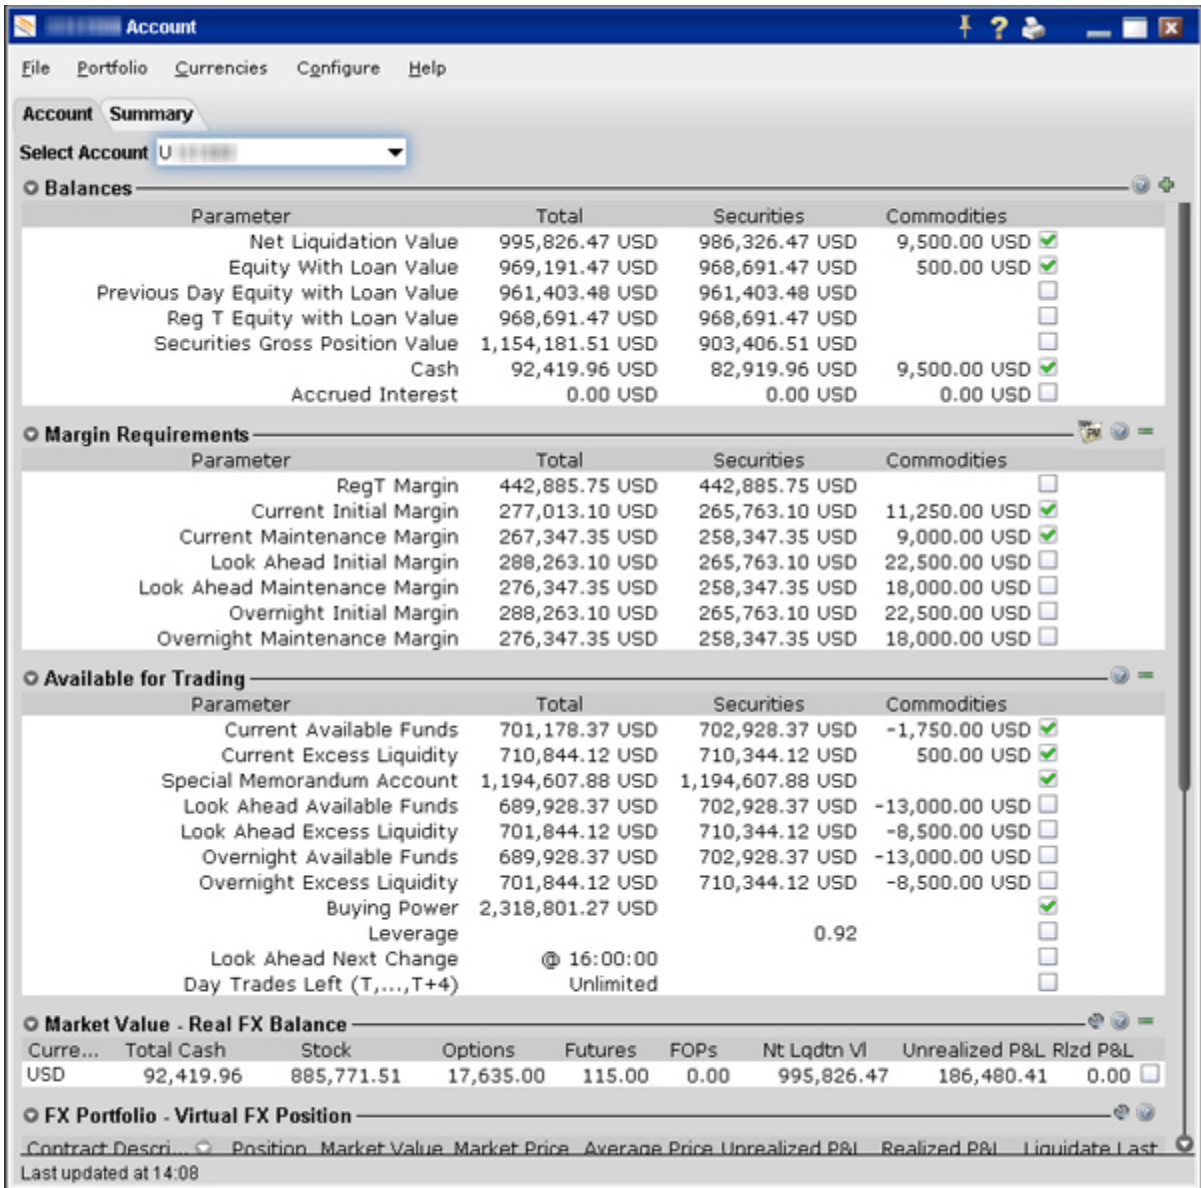 Account
File Portfolio Currencies Configure Help
Account Summary
Select Account U
Balances
Parameter Total Securities Commodities
Net Liquidation Value 995,826.47 USD 986,326.47 USD 9,500.00 USD
Equity With Loan Value 969,191.47 USD 968,691.47 USD 500.00 USD
Previous Day Equity with Loan Value 961,403.48 USD 961,403.48 USD
Reg T Equity with Loan Value 968,691.47 USD 968,691.47 USD
Securities Gross Position Value 1,154,181.51 USD 903,406.51 USD
Cash 92,419.96 USD 82,919.96 USD 9,500.00 USD
Accrued Interest 0.00 USD 0.00 USD 0.00 USD
Margin Requirements
Parameter Total Securities Commodities
RegT Margin 442,885.75 USD 442,885.75 USD
Current Initial Margin 277,013.10 USD 265,763.10 USD 11,250.00 USD
Current Maintenance Margin 267,347.35 USD 258,347.35 USD 9,000.00 USD
Look Ahead Initial Margin 288,263.10 USD 265,763.10 USD 22,500.00 USD
Look Ahead Maintenance Margin 276,347.35 USD 258,347.35 USD 18,000.00 USD
Overnight Initial Margin 288,263.10 USD 265,763.10 USD 22,500.00 USD
Overnight Maintenance Margin 276,347.35 USD 258,347.35 USD 18,000.00 USD
Available for Trading
Parameter Total Securities Commodities
Current Available Funds 701,178.37 USD 702,928.37 USD -1,750.00 USD
Current Excess Liquidity 710,844.12 USD 710,344.12 USD 500.00 USD
Special Memorandum Account 1,194,607.88 USD 1,194,607.88 USD
Look Ahead Available Funds 689,928.37 USD 702,928.37 USD -13,000.00 USD
Look Ahead Excess Liquidity 701,844.12 USD 710,344.12 USD -8,500.00 USD
Overnight Available Funds 689,928.37 USD 702,928.37 USD -13,000.00 USD
Overnight Excess Liquidity 701,844.12 USD 710,344.12 USD -8,500.00 USD
Buying Power 2,318,801.27 USD
Leverage 0.92
Look Ahead Next Change @ 16:00:00
Day Trades Left (T,...,T+4) Unlimited
Market Value - Real FX Balance
Curre... Total Cash Stock Options Futures FOPs Nt Lqdtn Vl Unrealized P&L Rlzd P&L
USD 92,419.96 885,771.51 17,635.00 115.00 0.00 995,826.47 186,480.41 0.00
FX Portfolio - Virtual FX Position
Contract Descri... Position Market Value Market Price Average Price Unrealized P&L Realized P&L Liquidate Last
Last updated at 14:08